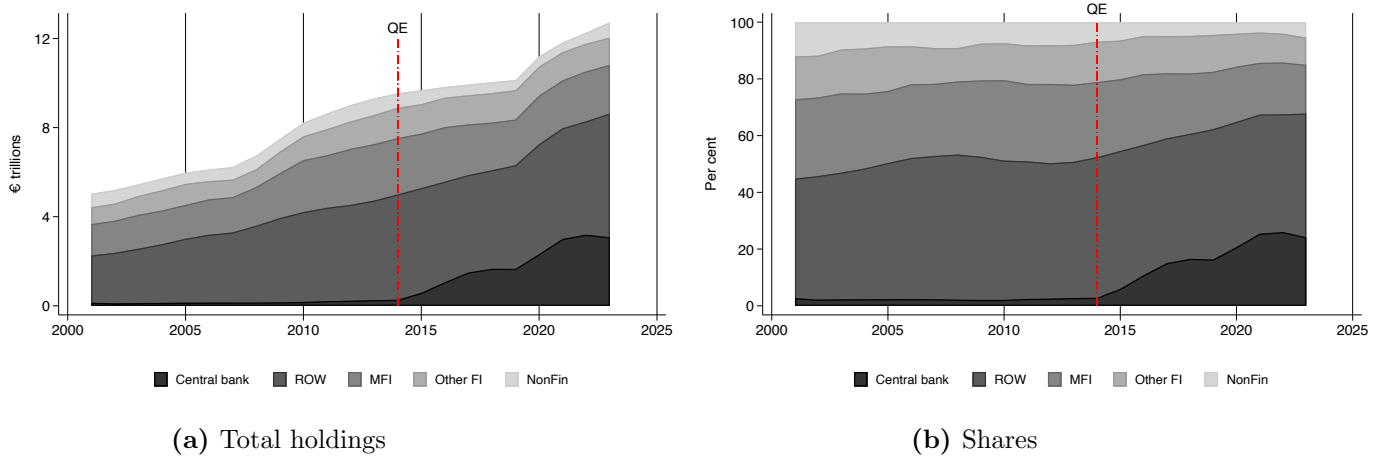 QE
12
8
4
0
€ trillions
2000 2005 2010 2015 2020 2025
Central bank ROW MFI Other FI NonFin
(a) Total holdings
QE
100
80
60
40
20
0
Per cent
2000 2005 2010 2015 2020 2025
Central bank ROW MFI Other FI NonFin
(b) Shares